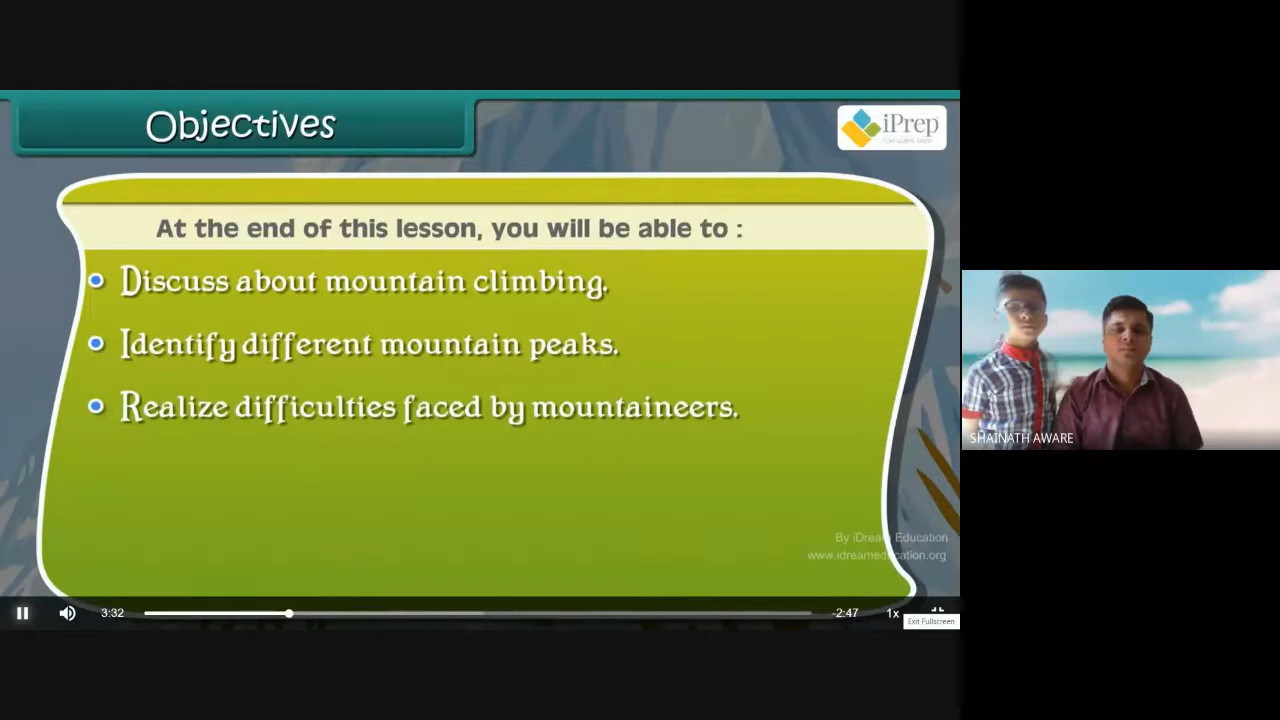 Objectives
iPrep
At the end of this lesson, you will be able to :
Discuss about mountain climbing.
Identify different mountain peaks.
Realize difficulties faced by mountaineers.
By iDream Education
www.idreameducation.org
3:32
-2:47
1x
Exit Fullscreen
SHAINATH AWARE